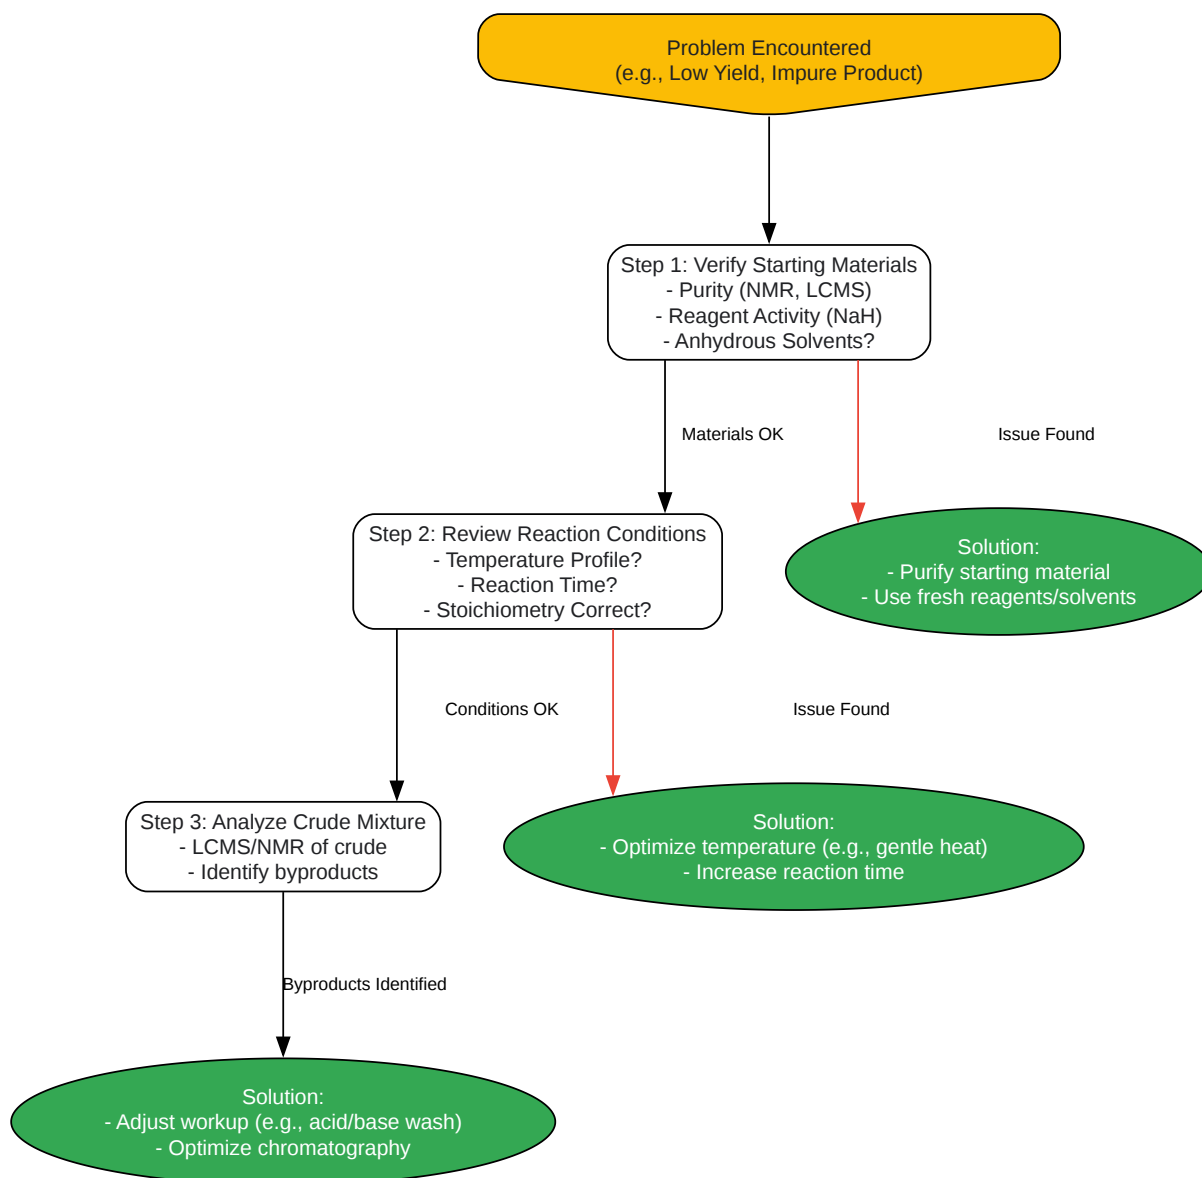 Problem Encountered
(e.g., Low Yield, Impure Product)
Step 1: Verify Starting Materials
- Purity (NMR, LCMS)
- Reagent Activity (NaH)
- Anhydrous Solvents?
Materials OK
Issue Found
Step 2: Review Reaction Conditions
- Temperature Profile?
- Reaction Time?
- Stoichiometry Correct?
Solution:
- Purify starting material
- Use fresh reagents/solvents
Conditions OK
Issue Found
Step 3: Analyze Crude Mixture
- LCMS/NMR of crude
- Identify byproducts
Solution:
- Optimize temperature (e.g., gentle heat)
- Increase reaction time
Byproducts Identified
Solution:
- Adjust workup (e.g., acid/base wash)
- Optimize chromatography